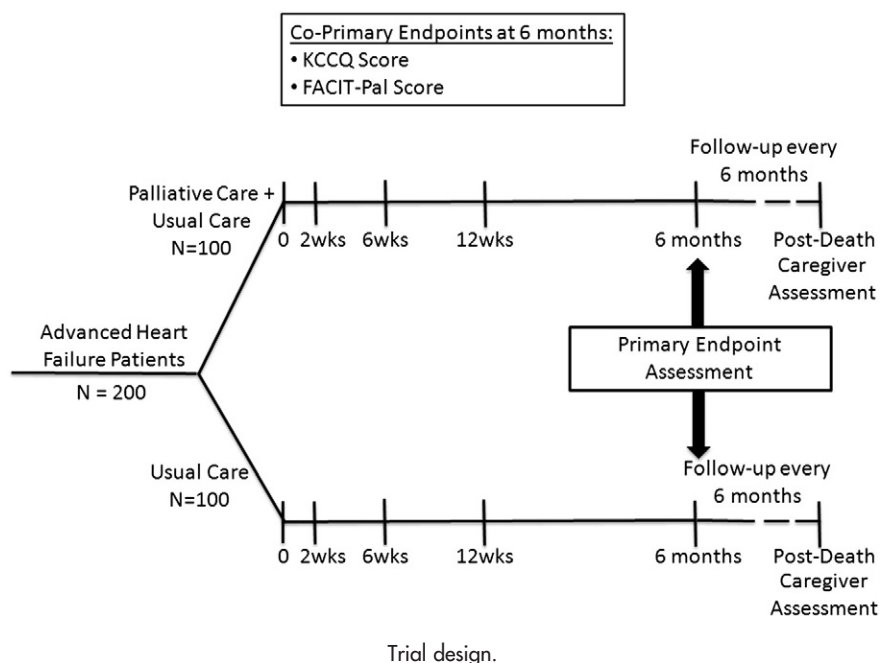 Co-Primary Endpoints at 6 months:
• KCCQ Score
• FACIT-Pal Score
Follow-up every
6 months
Palliative Care +
Usual Care
N=100
0 2wks 6wks 12wks 6 months Post-Death
Caregiver
Assessment
Advanced Heart
Failure Patients
N = 200
Primary Endpoint
Assessment
Usual Care
N=100
Follow-up every
6 months
0 2wks 6wks 12wks 6 months Post-Death
Caregiver
Assessment
Trial design.